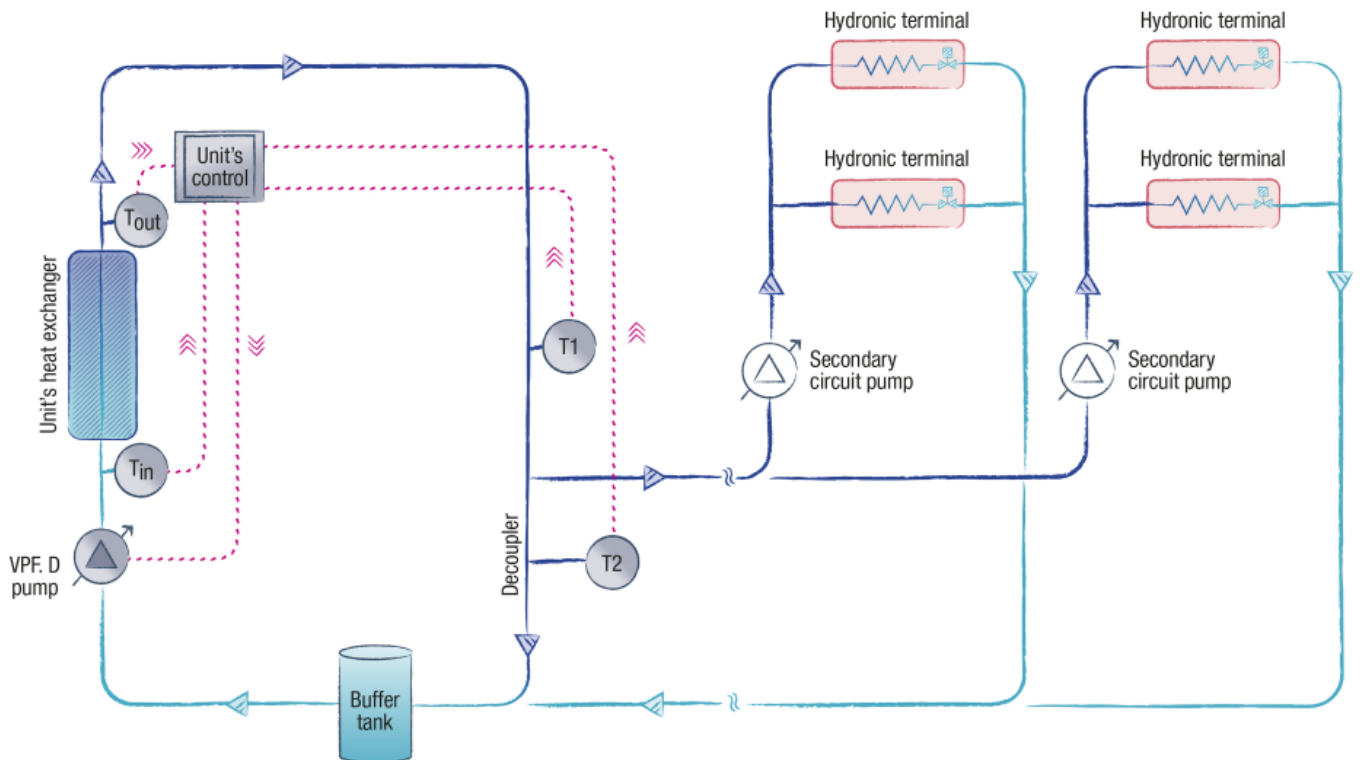 Hydronic terminal
Hydronic terminal
Unit's
control
Hydronic terminal
Hydronic terminal
Tout
Unit's heat exchanger
T1
Secondary
circuit pump
Secondary
circuit pump
Tin
Decoupler
VPF. D
pump
T2
Buffer
tank